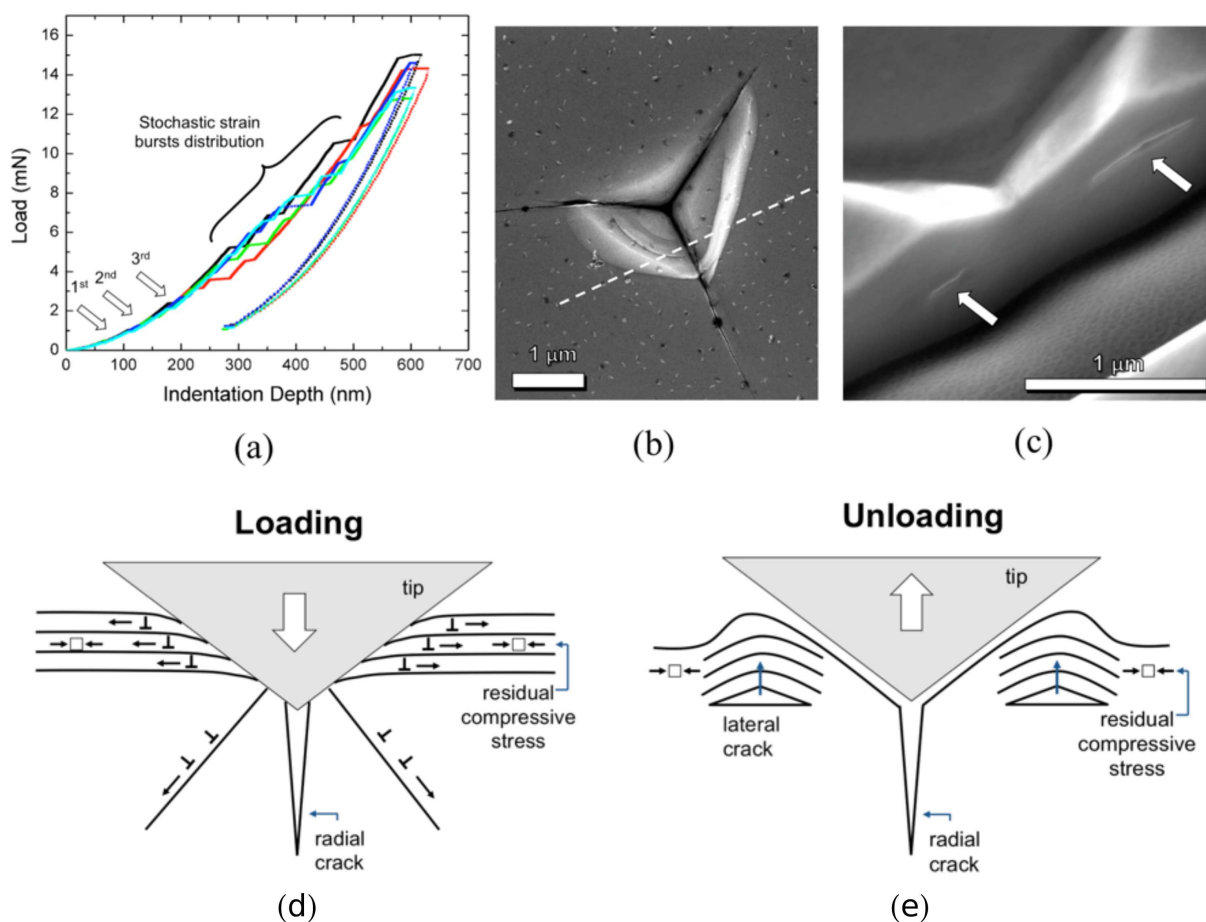 16
14
12
10
8
6
4
2
0
Load (mN)
Stochastic strain
bursts distribution
1st
2nd
3rd
0 100 200 300 400 500 600 700
Indentation Depth (nm)
1 μm
1 μm
(a)
(b)
(c)
Loading
tip
residual
compressive
stress
radial
crack
(d)
Unloading
tip
lateral
crack
residual
compressive
stress
radial
crack
(e)